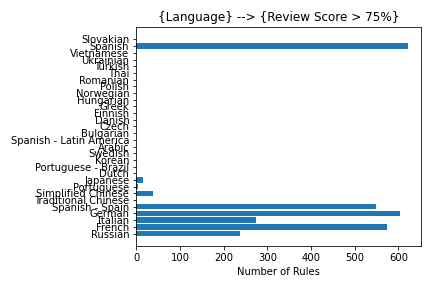 {Language} --> {Review Score > 75%}
Slovakian
Spanish
Vietnamese
Ukrainian
Turkish
Thai
Romanian
Polish
Norwegian
Hungarian
Greek
Finnish
Danish
Czech
Bulgarian
Spanish - Latin America
Arabic
Swedish
Korean
Portuguese - Brazil
Dutch
Japanese
Portuguese
Simplified Chinese
Traditional Chinese
Spanish - Spain
German
Italian
French
Russian
0 100 200 300 400 500 600
Number of Rules